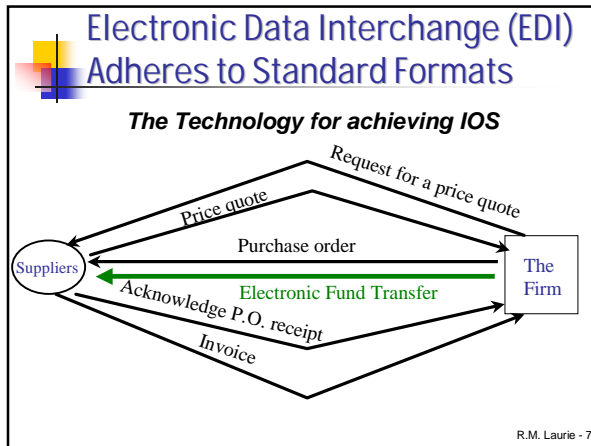 Electronic Data Interchange (EDI)
Adheres to Standard Formats
The Technology for achieving IOS
Request for a price quote
Price quote
Purchase order
Suppliers
The
Firm
Electronic Fund Transfer
Acknowledge P.O. receipt
Invoice
R.M. Laurie - 7